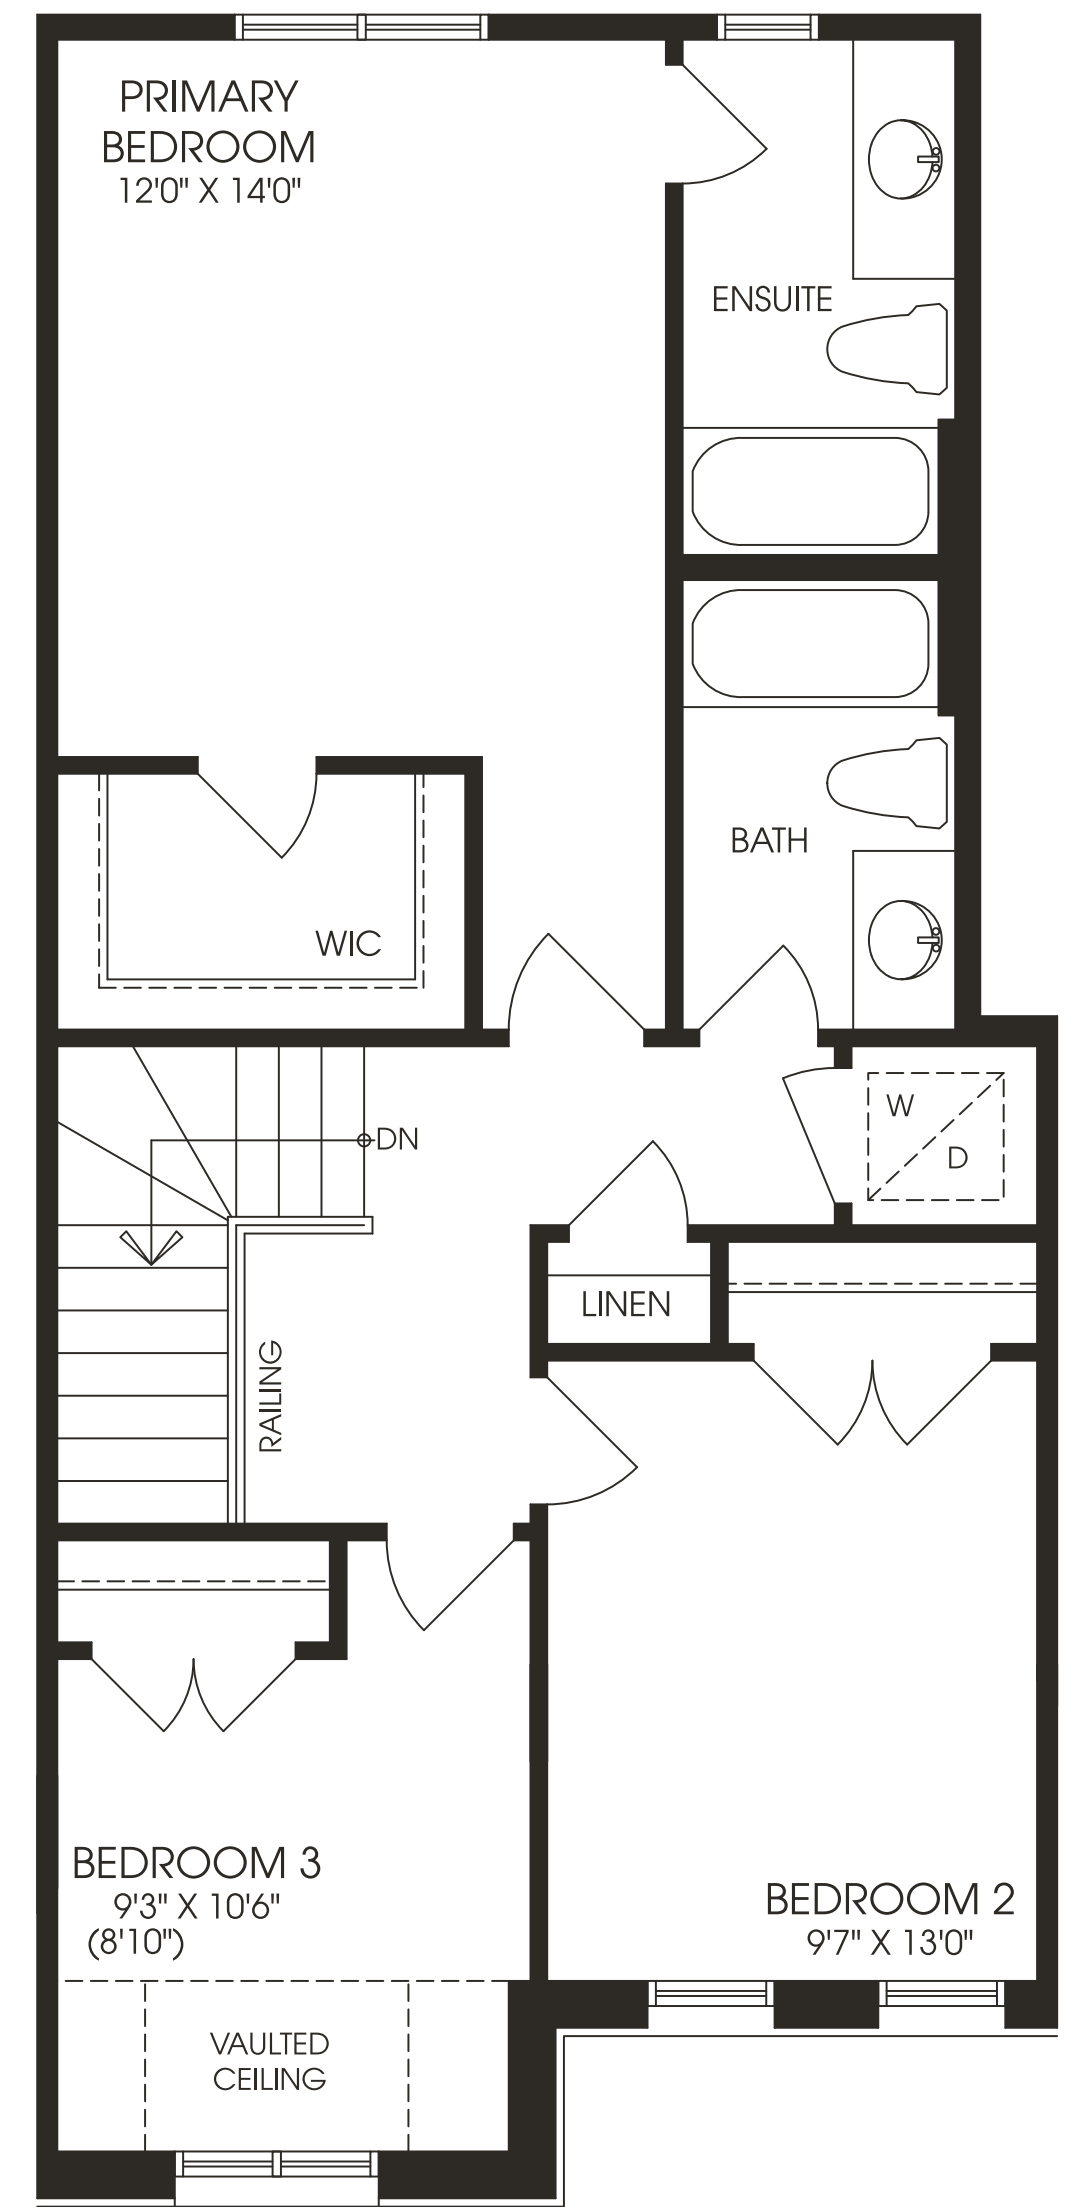 PRIMARY
BEDROOM
12'0" X 14'0"
ENSUITE
BATH
WIC
W
D
DN
LINEN
RAILING
BEDROOM 3
9'3" X 10'6"
(8'10")
BEDROOM 2
9'7" X 13'0"
VAULTED
CEILING